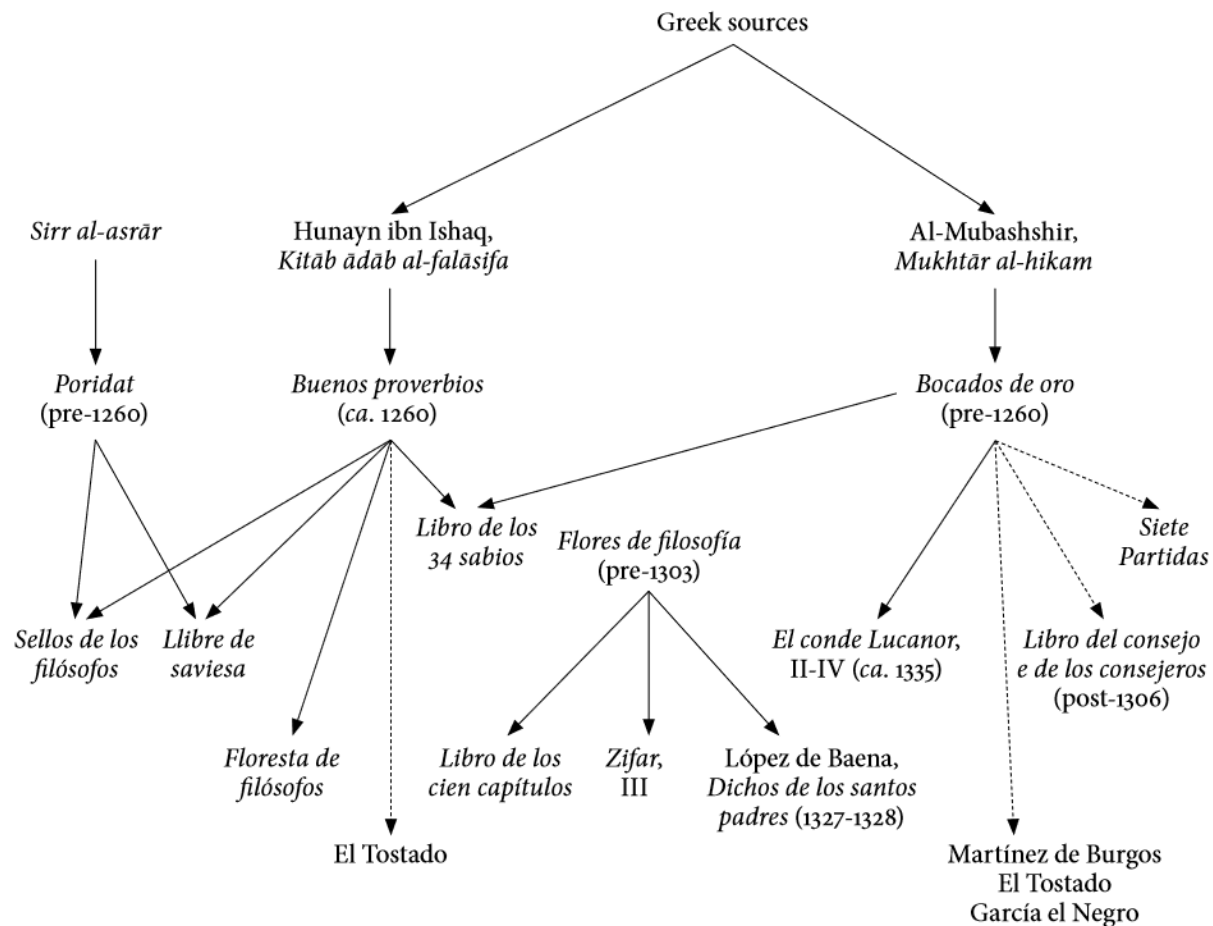 Greek sources
Sirr al-asrār
Hunayn ibn Ishaq,
Kitāb ādāb al-falāsifa
Al-Mubashshir,
Mukhtār al-hikam
Poridat
(pre-1260)
Buenos proverbios
(ca. 1260)
Bocados de oro
(pre-1260)
Libro de los
34 sabios
Flores de filosofía
(pre-1303)
Siete
Partidas
Sellos de los
filósofos
Llibre de
saviesa
El conde Lucanor,
II-IV (ca. 1335)
Libro del consejo
e de los consejeros
(post-1306)
Floresta de
filósofos
Libro de los
cien capítulos
Zifar,
III
López de Baena,
Dichos de los santos
padres (1327-1328)
El Tostado
Martínez de Burgos
El Tostado
García el Negro